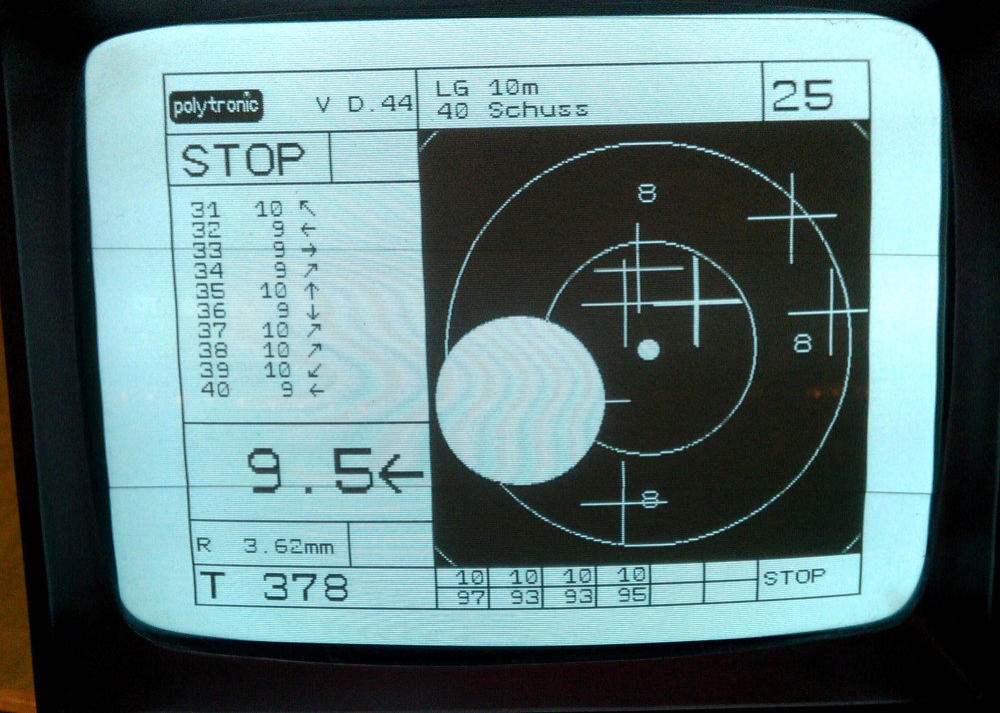 polytronic V D.44
LG 10m
40 Schuss
25
STOP
31 10 ↖
32 9 ←
33 9 →
34 9 ↗
35 10 ↑
36 9 ↓
37 10 ↗
38 10 ↗
39 10 ↙
40 9 ←
9.5←
R 3.62mm
T 378
8
8
8
10 10 10 10
97 93 93 95
STOP